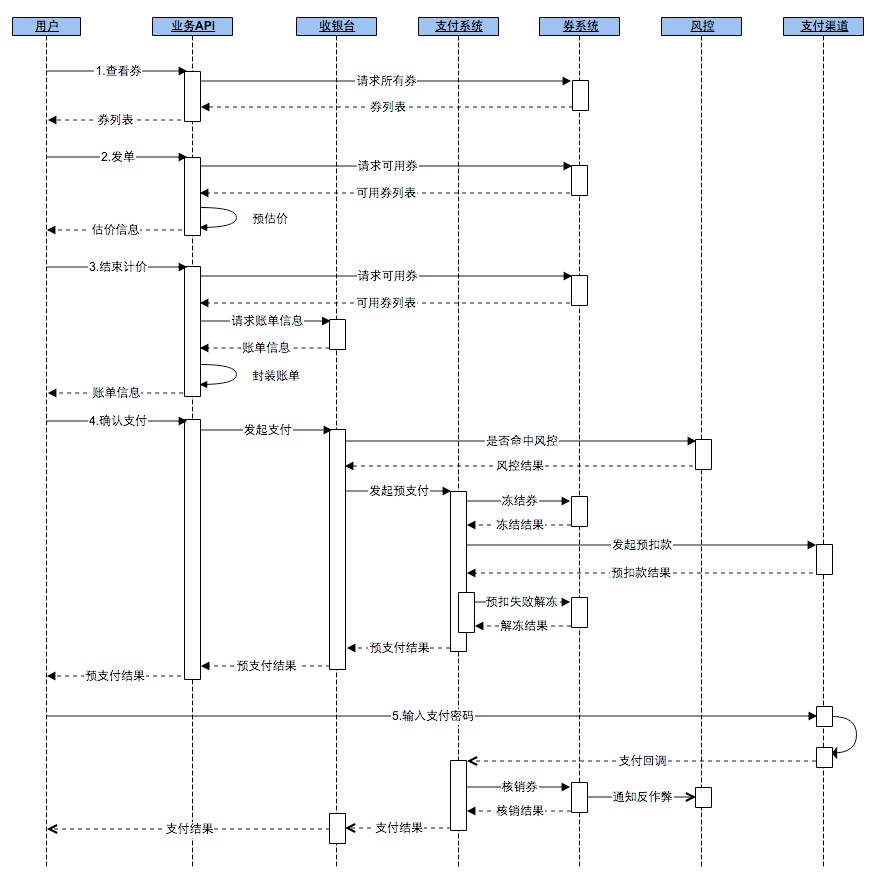 用户
业务API
收银台
支付系统
券系统
风控
支付渠道
1.查看券
请求所有券
券列表
券列表
2.发单
请求可用券
可用券列表
预估价
估价信息
3.结束计价
请求可用券
可用券列表
请求账单信息
账单信息
封装账单
账单信息
4.确认支付
发起支付
是否命中风控
风控结果
发起预支付
冻结券
冻结结果
发起预扣款
预扣款结果
预扣失败解冻
解冻结果
预支付结果
预支付结果
预支付结果
5.输入支付密码
支付回调
核销券
通知反作弊
核销结果
支付结果
支付结果